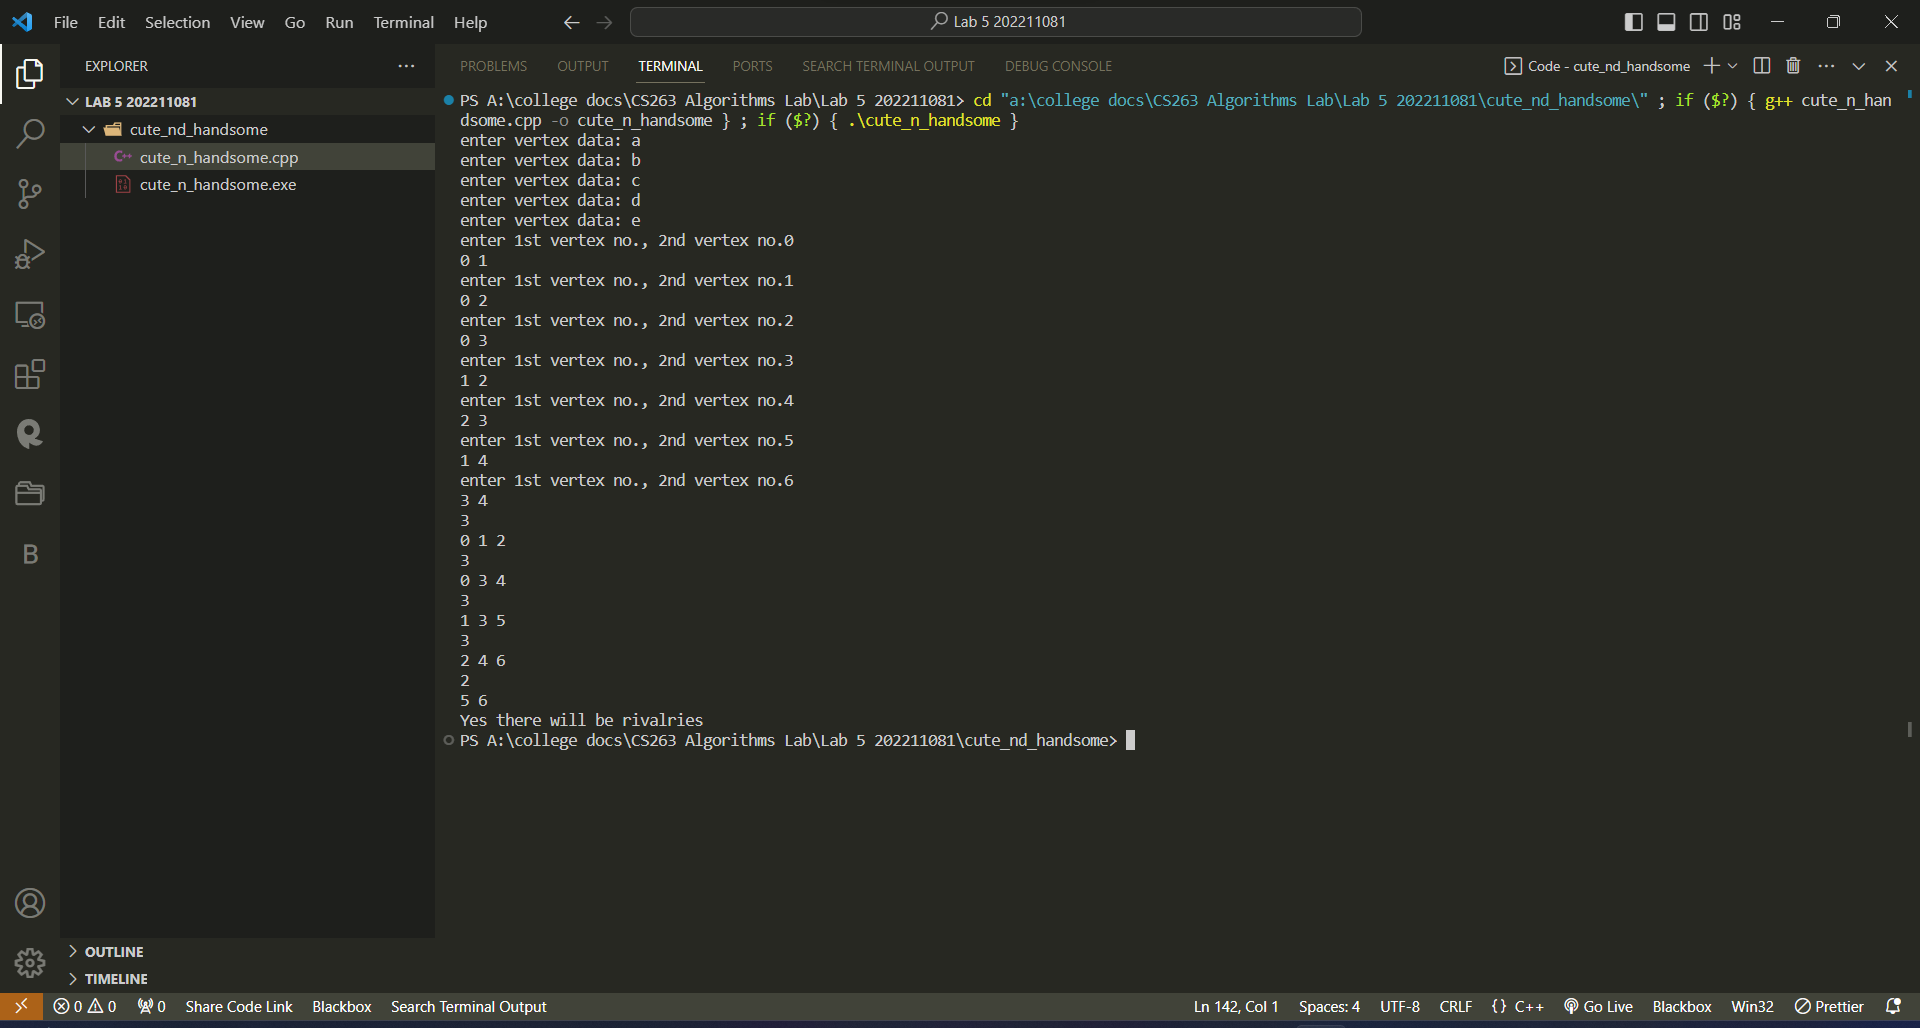 File Edit Selection View Go Run Terminal Help
Lab 5 202211081
EXPLORER
LAB 5 202211081
cute_nd_handsome
cute_n_handsome.cpp
cute_n_handsome.exe
OUTLINE
TIMELINE
PROBLEMS OUTPUT TERMINAL PORTS SEARCH TERMINAL OUTPUT DEBUG CONSOLE
Code - cute_nd_handsome
PS A:\college docs\CS263 Algorithms Lab\Lab 5 202211081> cd "a:\college docs\CS263 Algorithms Lab\Lab 5 202211081\cute_nd_handsome\" ; if ($?) { g++ cute_n_han
dsome.cpp -o cute_n_handsome } ; if ($?) { .\cute_n_handsome }
enter vertex data: a
enter vertex data: b
enter vertex data: c
enter vertex data: d
enter vertex data: e
enter 1st vertex no., 2nd vertex no.0
0 1
enter 1st vertex no., 2nd vertex no.1
0 2
enter 1st vertex no., 2nd vertex no.2
0 3
enter 1st vertex no., 2nd vertex no.3
1 2
enter 1st vertex no., 2nd vertex no.4
2 3
enter 1st vertex no., 2nd vertex no.5
1 4
enter 1st vertex no., 2nd vertex no.6
3 4
3
0 1 2
3
0 3 4
3
1 3 5
3
2 4 6
2
5 6
Yes there will be rivalries
PS A:\college docs\CS263 Algorithms Lab\Lab 5 202211081\cute_nd_handsome>
0 0 0 Share Code Link Blackbox Search Terminal Output
Ln 142, Col 1 Spaces: 4 UTF-8 CRLF {} C++ Go Live Blackbox Win32 Prettier